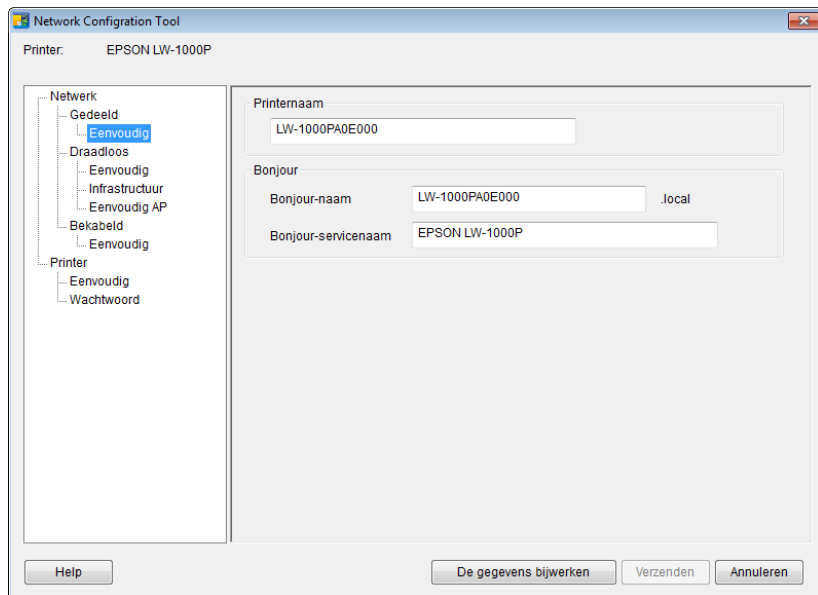 Network Configration Tool
Printer: EPSON LW-1000P
Netwerk
Gedeeld
Eenvoudig
Draadloos
Eenvoudig
Infrastructuur
Eenvoudig AP
Bekabeld
Eenvoudig
Printer
Eenvoudig
Wachtwoord
Printernaam
LW-1000PA0E000
Bonjour
Bonjour-naam LW-1000PA0E000 .local
Bonjour-servicenaam EPSON LW-1000P
Help De gegevens bijwerken Verzenden Annuleren